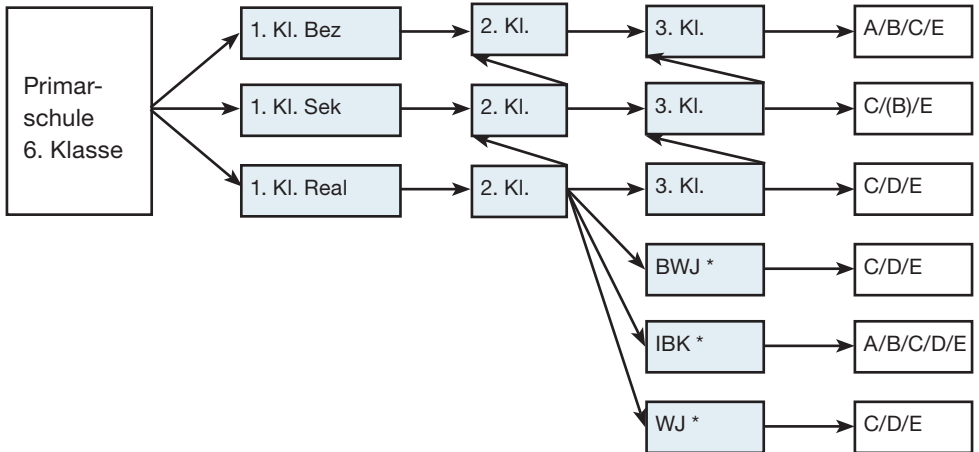 Primar-
schule
6. Klasse
1. Kl. Bez
2. Kl.
3. Kl.
A/B/C/E
1. Kl. Sek
2. Kl.
3. Kl.
C/(B)/E
1. Kl. Real
2. Kl.
3. Kl.
C/D/E
BWJ *
C/D/E
IBK *
A/B/C/D/E
WJ *
C/D/E